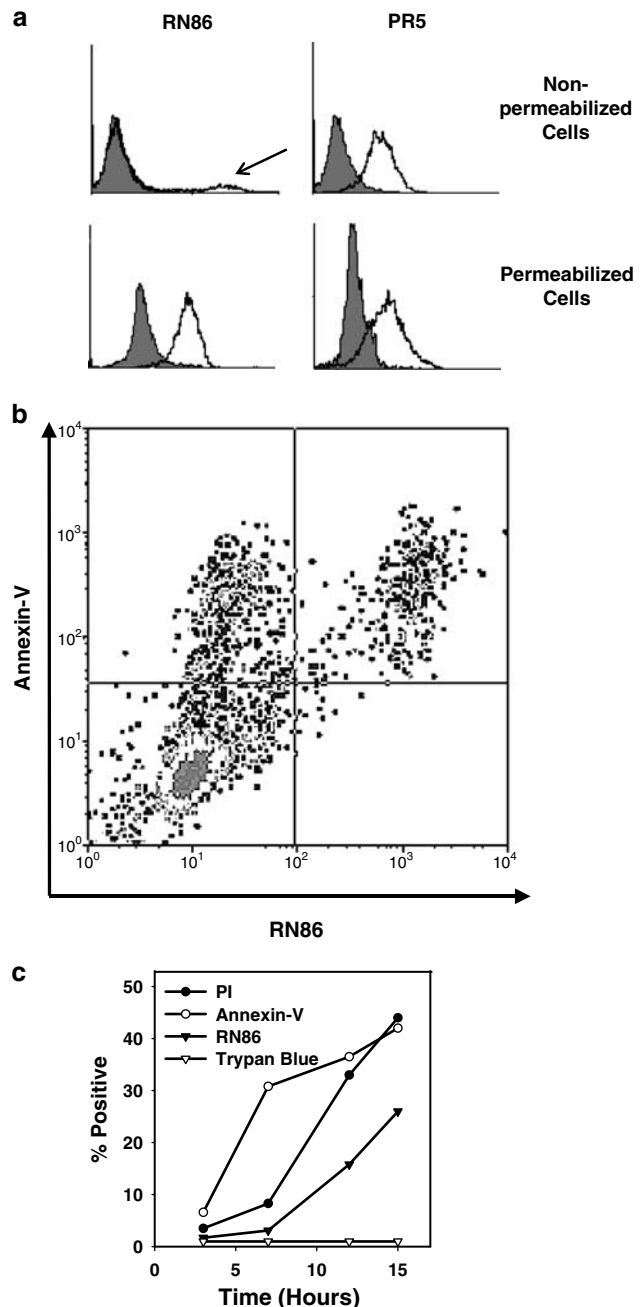 a
RN86
PR5
Non-
permeabilized
Cells
Permeabilized
Cells
b
10^4
10^3
10^2
10^1
10^0
Annexin-V
10^0 10^1 10^2 10^3 10^4
RN86
c
50
40
30
20
10
0
% Positive
PI
Annexin-V
RN86
Trypan Blue
0 5 10 15
Time (Hours)